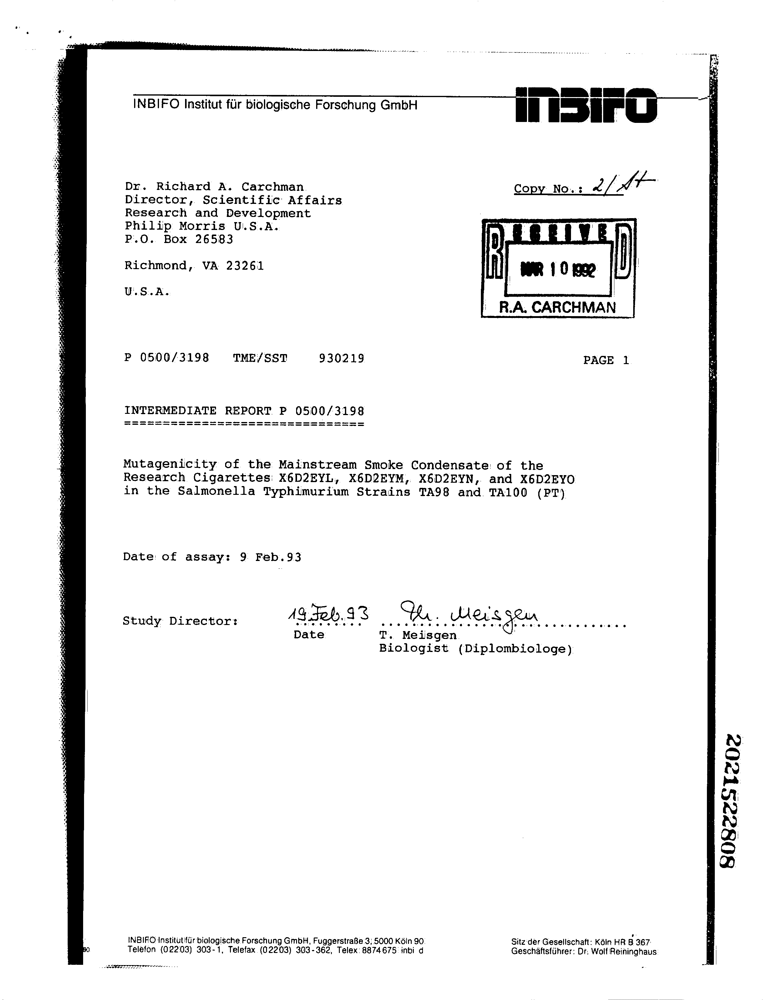 INBIFO Institut für biologische Forschung GmbH
INBIFO
Dr. Richard A. Carchman
Director, Scientific Affairs
Research and Development
Philip Morris U.S.A.
P.O. Box 26583
Richmond, VA 23261
U.S.A.
Copy No.: 2/
RECEIVED
MAR 10 1992
R.A. CARCHMAN
P 0500/3198 TME/SST 930219 PAGE 1
INTERMEDIATE REPORT P 0500/3198
===============================
Mutagenicity of the Mainstream Smoke Condensate of the
Research Cigarettes X6D2EYL, X6D2EYM, X6D2EYN, and X6D2EYO
in the Salmonella Typhimurium Strains TA98 and TA100 (PT)
Date of assay: 9 Feb.93
Study Director: 19.Feb.93 Th. Meisgen
Date T. Meisgen
Biologist (Diplombiologe)
2021522808
INBIFO Institut für biologische Forschung GmbH, Fuggerstraße 3, 5000 Köln 90
Telefon (02203) 303-1, Telefax (02203) 303-362, Telex 8874675 inbi d
Sitz der Gesellschaft: Köln HR B 367
Geschäftsführer: Dr. Wolf Reininghaus